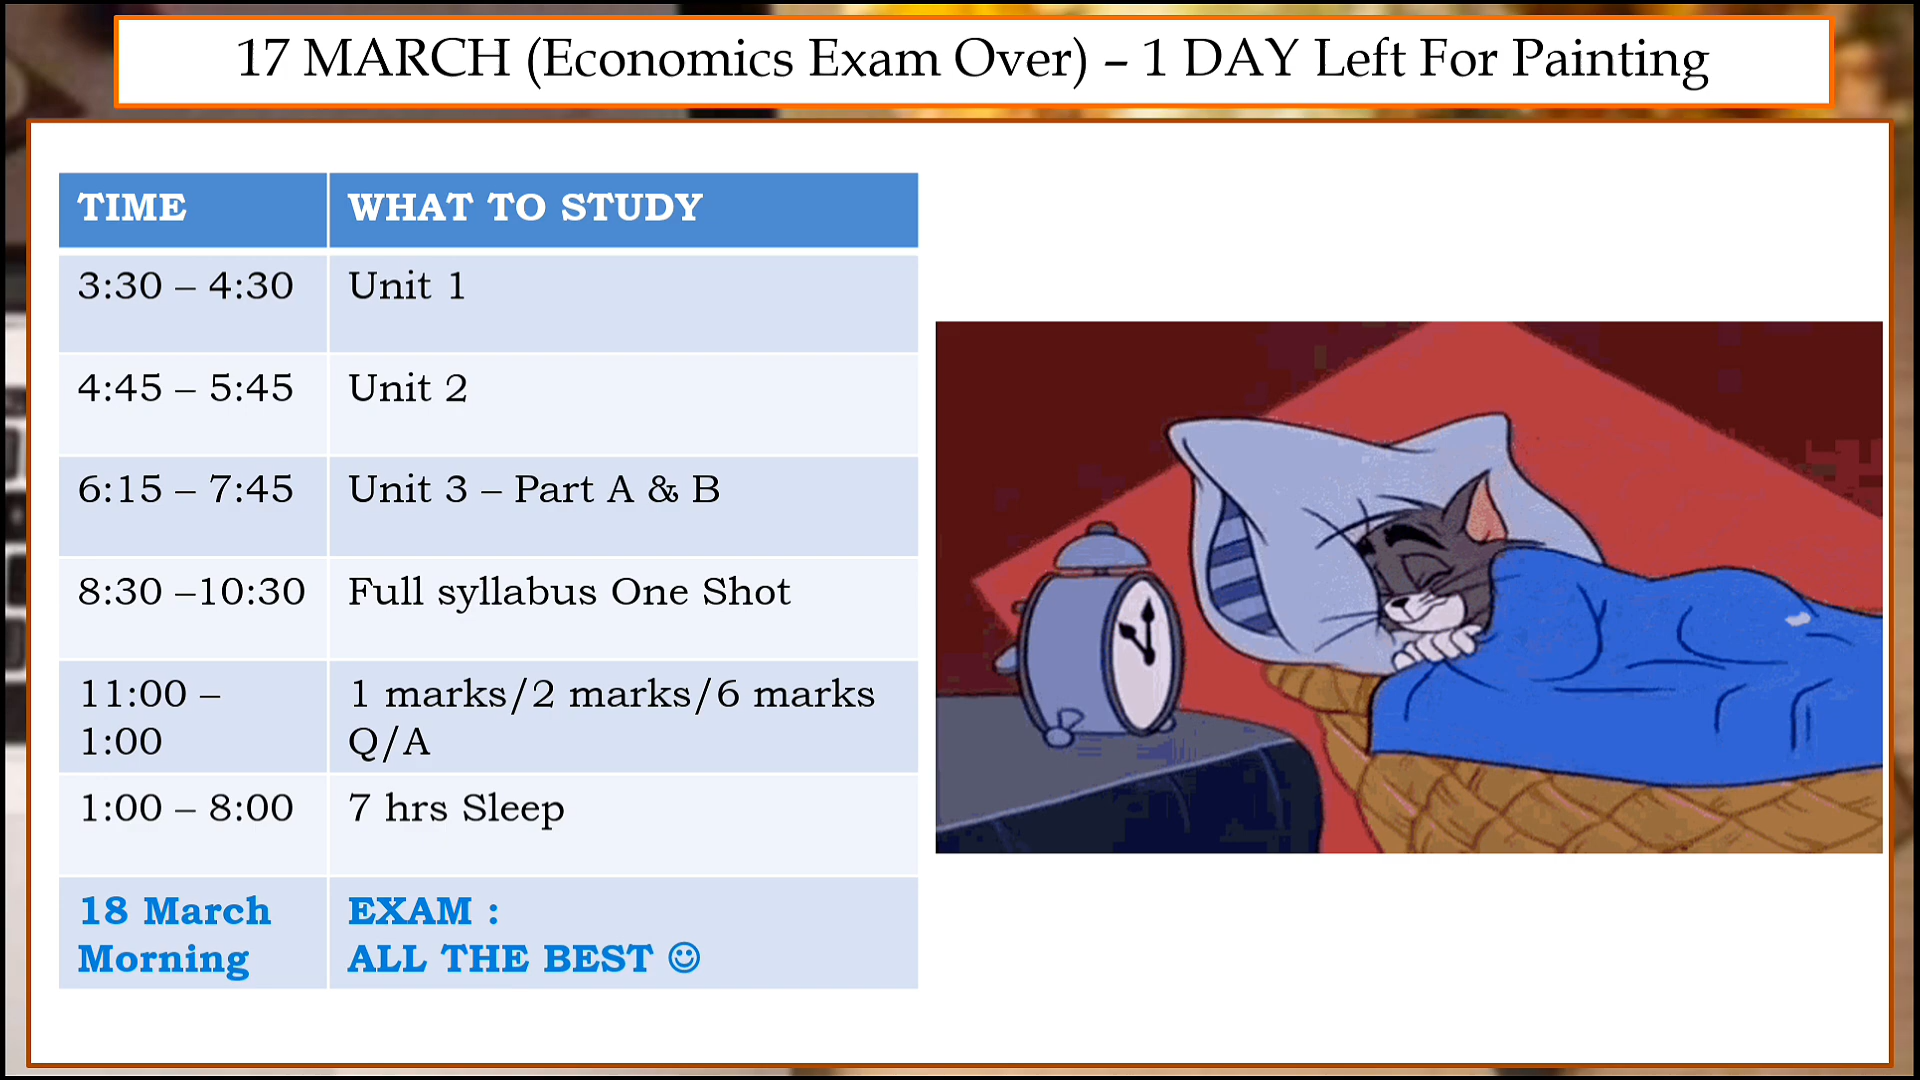 17 MARCH (Economics Exam Over) – 1 DAY Left For Painting
TIME
WHAT TO STUDY
3:30 – 4:30
Unit 1
4:45 – 5:45
Unit 2
6:15 – 7:45
Unit 3 – Part A & B
8:30 –10:30
Full syllabus One Shot
11:00 –
1:00
1 marks/2 marks/6 marks
Q/A
1:00 – 8:00
7 hrs Sleep
18 March
Morning
EXAM :
ALL THE BEST ☺